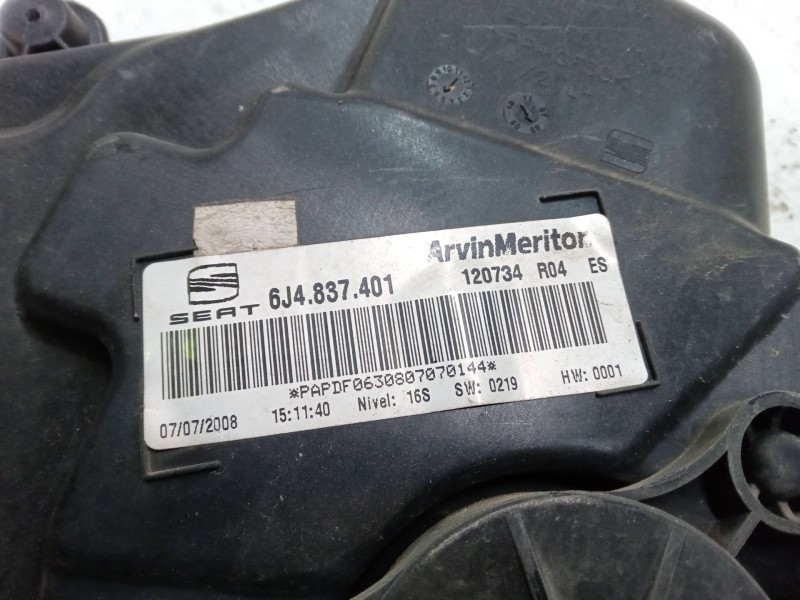 ArvinMeritor
SEAT 6J4.837.401 120734 R04 ES
*PAPDF0630807070144*
07/07/2008 15:11:40 Nivel: 16S SW: 0219 HW: 0001